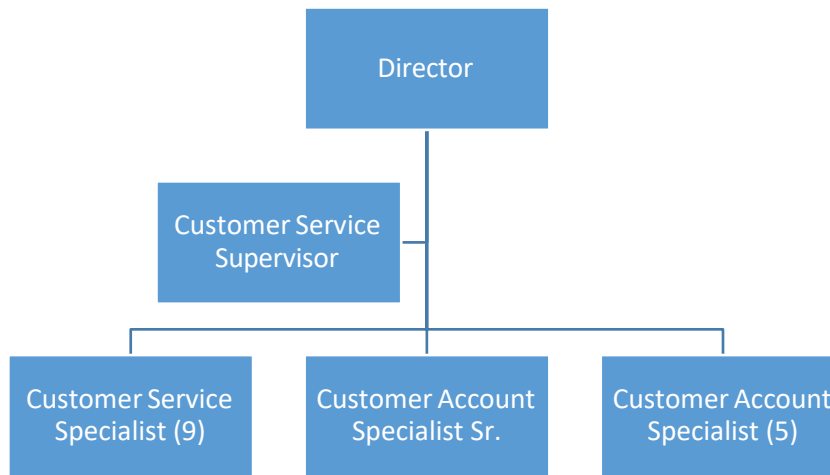 Director
Customer Service
Supervisor
Customer Service
Specialist (9)
Customer Account
Specialist Sr.
Customer Account
Specialist (5)